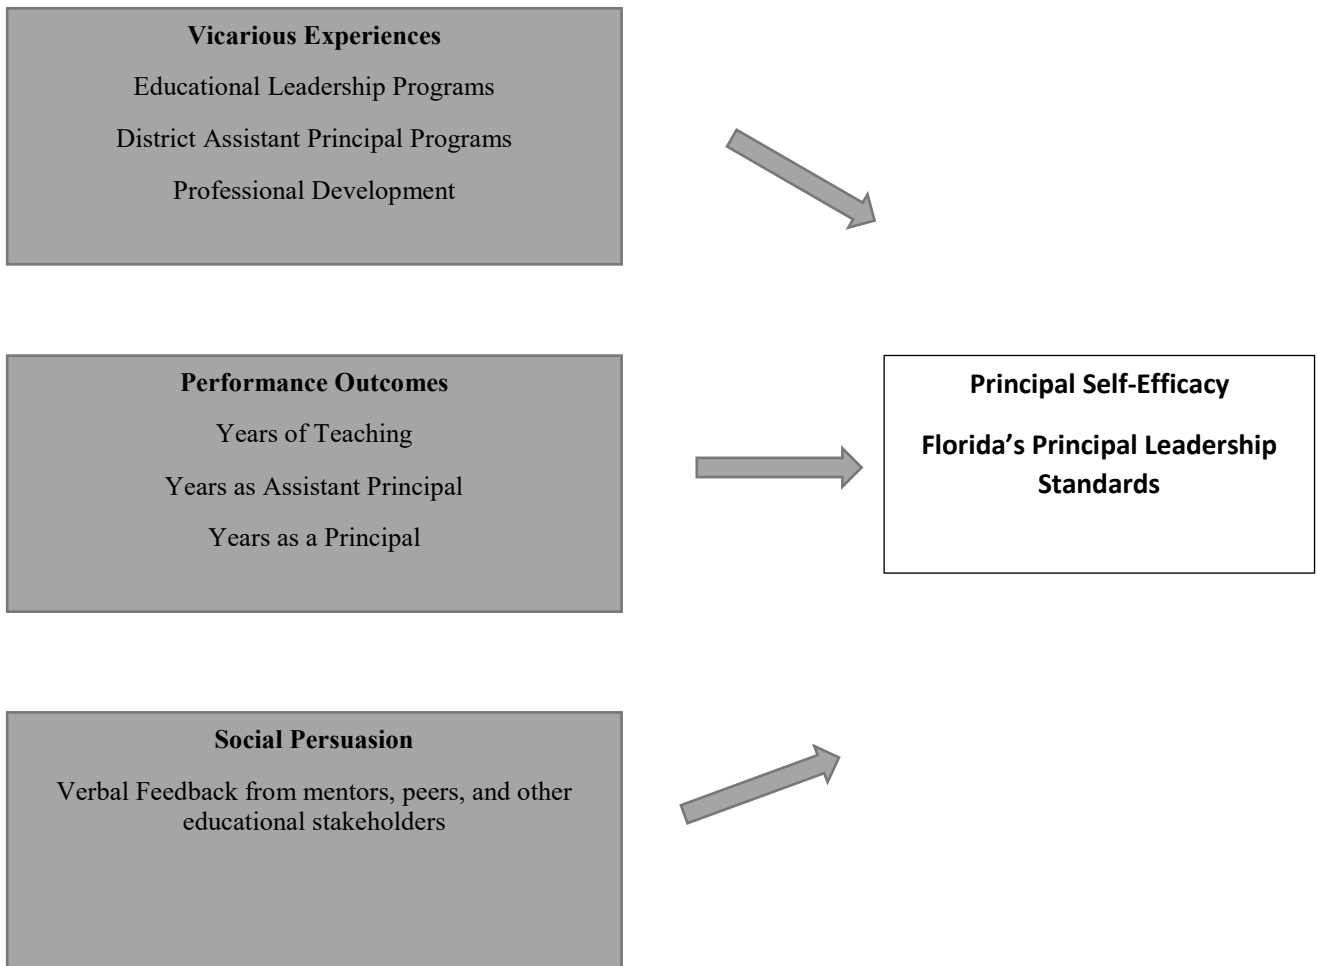 Vicarious Experiences
Educational Leadership Programs
District Assistant Principal Programs
Professional Development
Performance Outcomes
Years of Teaching
Years as Assistant Principal
Years as a Principal
Principal Self-Efficacy
Florida’s Principal Leadership
Standards
Social Persuasion
Verbal Feedback from mentors, peers, and other
educational stakeholders